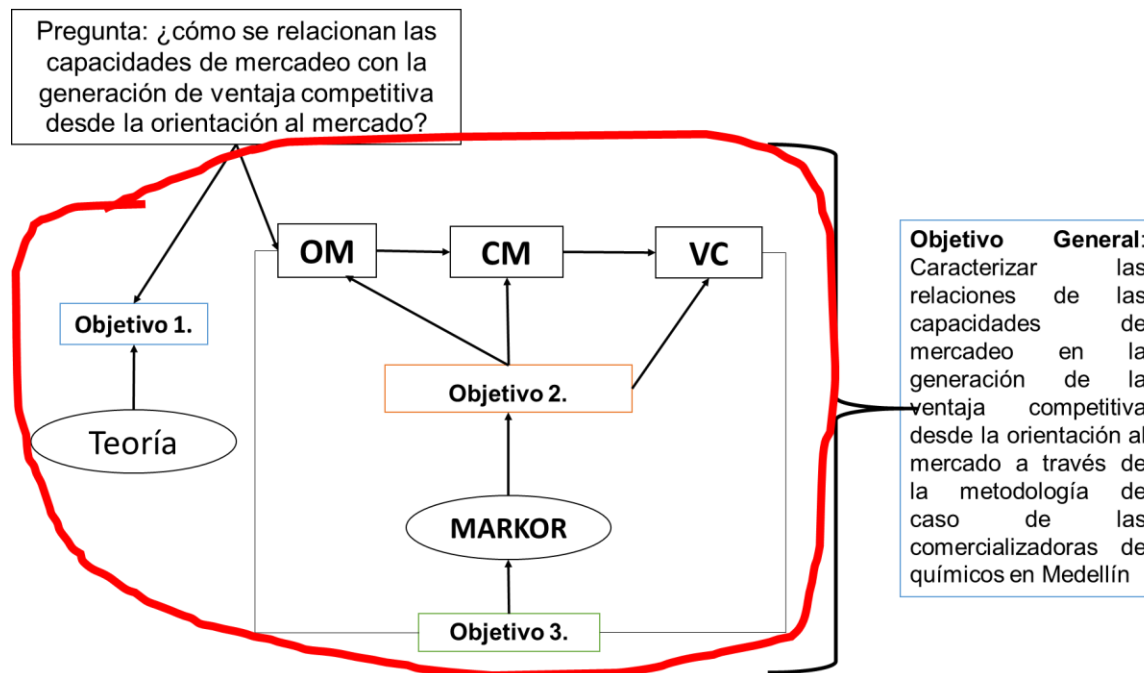 Pregunta: ¿cómo se relacionan las
capacidades de mercadeo con la
generación de ventaja competitiva
desde la orientación al mercado?
OM
CM
VC
Objetivo 1.
Teoría
Objetivo 2.
MARKOR
Objetivo 3.
Objetivo General:
Caracterizar las
relaciones de las
capacidades de
mercadeo en la
generación de la
ventaja competitiva
desde la orientación al
mercado a través de
la metodología de
caso de las
comercializadoras de
químicos en Medellín